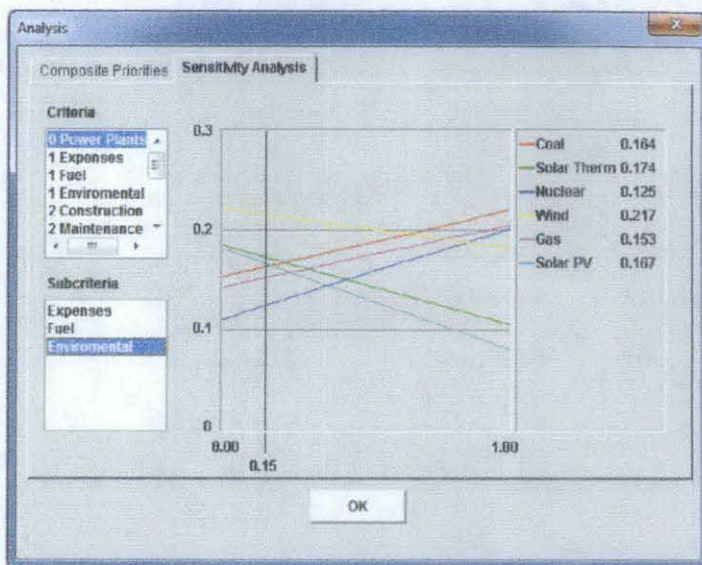 Analysis
Composite Priorities
Sensitivity Analysis
Criteria
0 Power Plants
1 Expenses
1 Fuel
1 Enviromental
2 Construction
2 Maintenance
Subcriteria
Expenses
Fuel
Enviromental
0.3
0.2
0.1
0
0.00
0.15
1.00
Coal 0.164
Solar Therm 0.174
Nuclear 0.125
Wind 0.217
Gas 0.153
Solar PV 0.167
OK